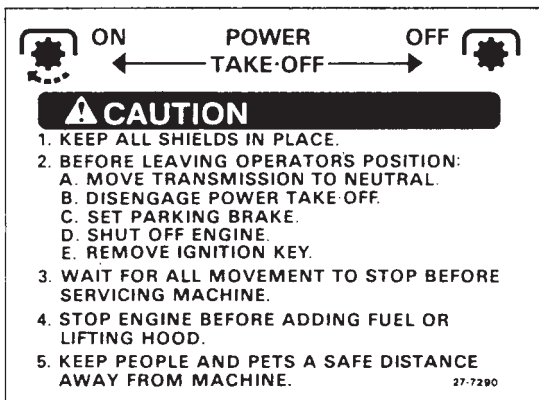 ON POWER OFF
TAKE-OFF
CAUTION
1. KEEP ALL SHIELDS IN PLACE.
2. BEFORE LEAVING OPERATOR'S POSITION:
A. MOVE TRANSMISSION TO NEUTRAL.
B. DISENGAGE POWER TAKE-OFF.
C. SET PARKING BRAKE.
D. SHUT OFF ENGINE.
E. REMOVE IGNITION KEY.
3. WAIT FOR ALL MOVEMENT TO STOP BEFORE
SERVICING MACHINE.
4. STOP ENGINE BEFORE ADDING FUEL OR
LIFTING HOOD.
5. KEEP PEOPLE AND PETS A SAFE DISTANCE
AWAY FROM MACHINE. 27-7290